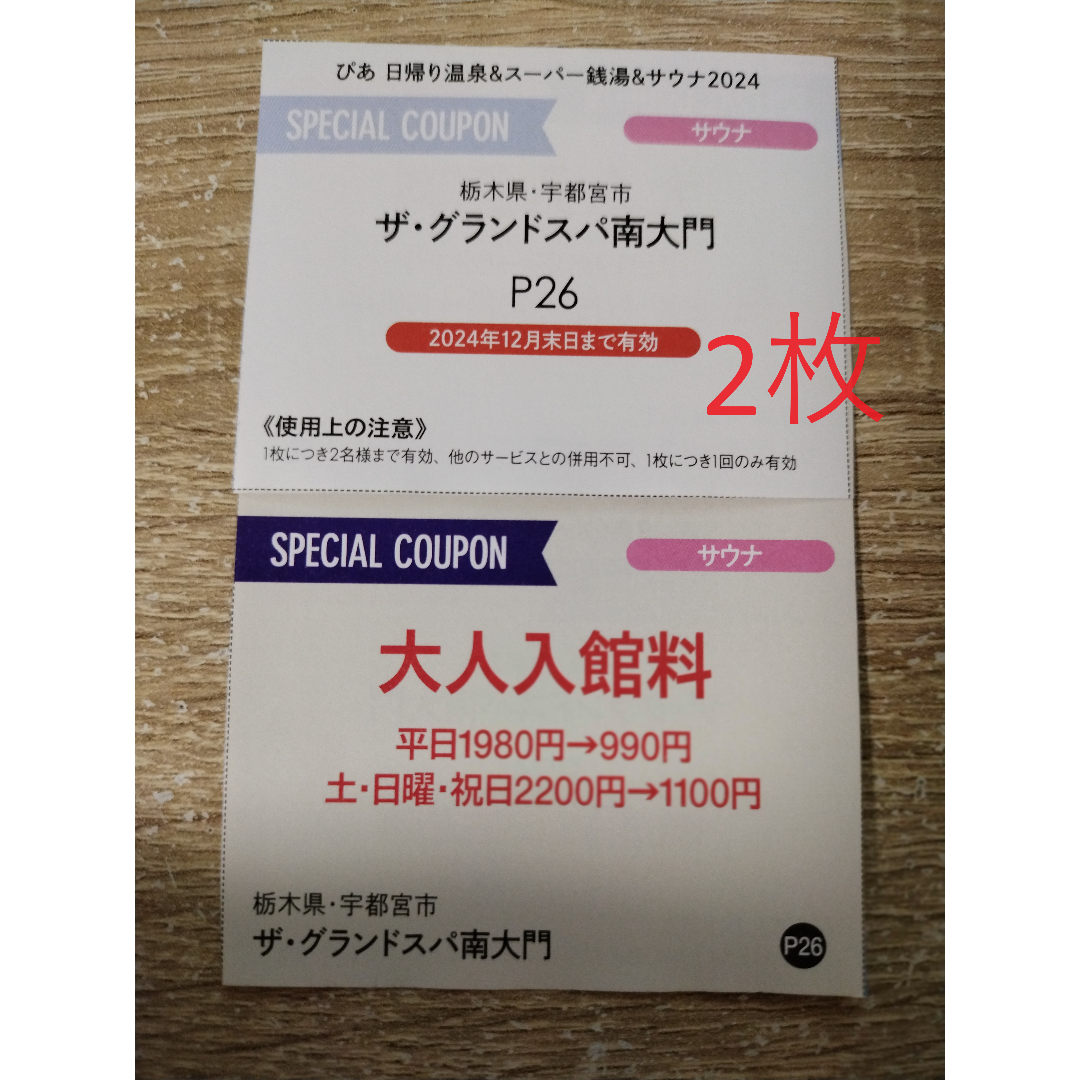 ぴあ 日帰り温泉&スーパー銭湯&サウナ2024
SPECIAL COUPON
サウナ
栃木県・宇都宮市
ザ・グランドスパ南大門
P26
2024年12月末日まで有効
2枚
《使用上の注意》
1枚につき2名様まで有効、他のサービスとの併用不可、1枚につき1回のみ有効
SPECIAL COUPON
サウナ
大人入館料
平日1980円→990円
土・日曜・祝日2200円→1100円
栃木県・宇都宮市
ザ・グランドスパ南大門
P26